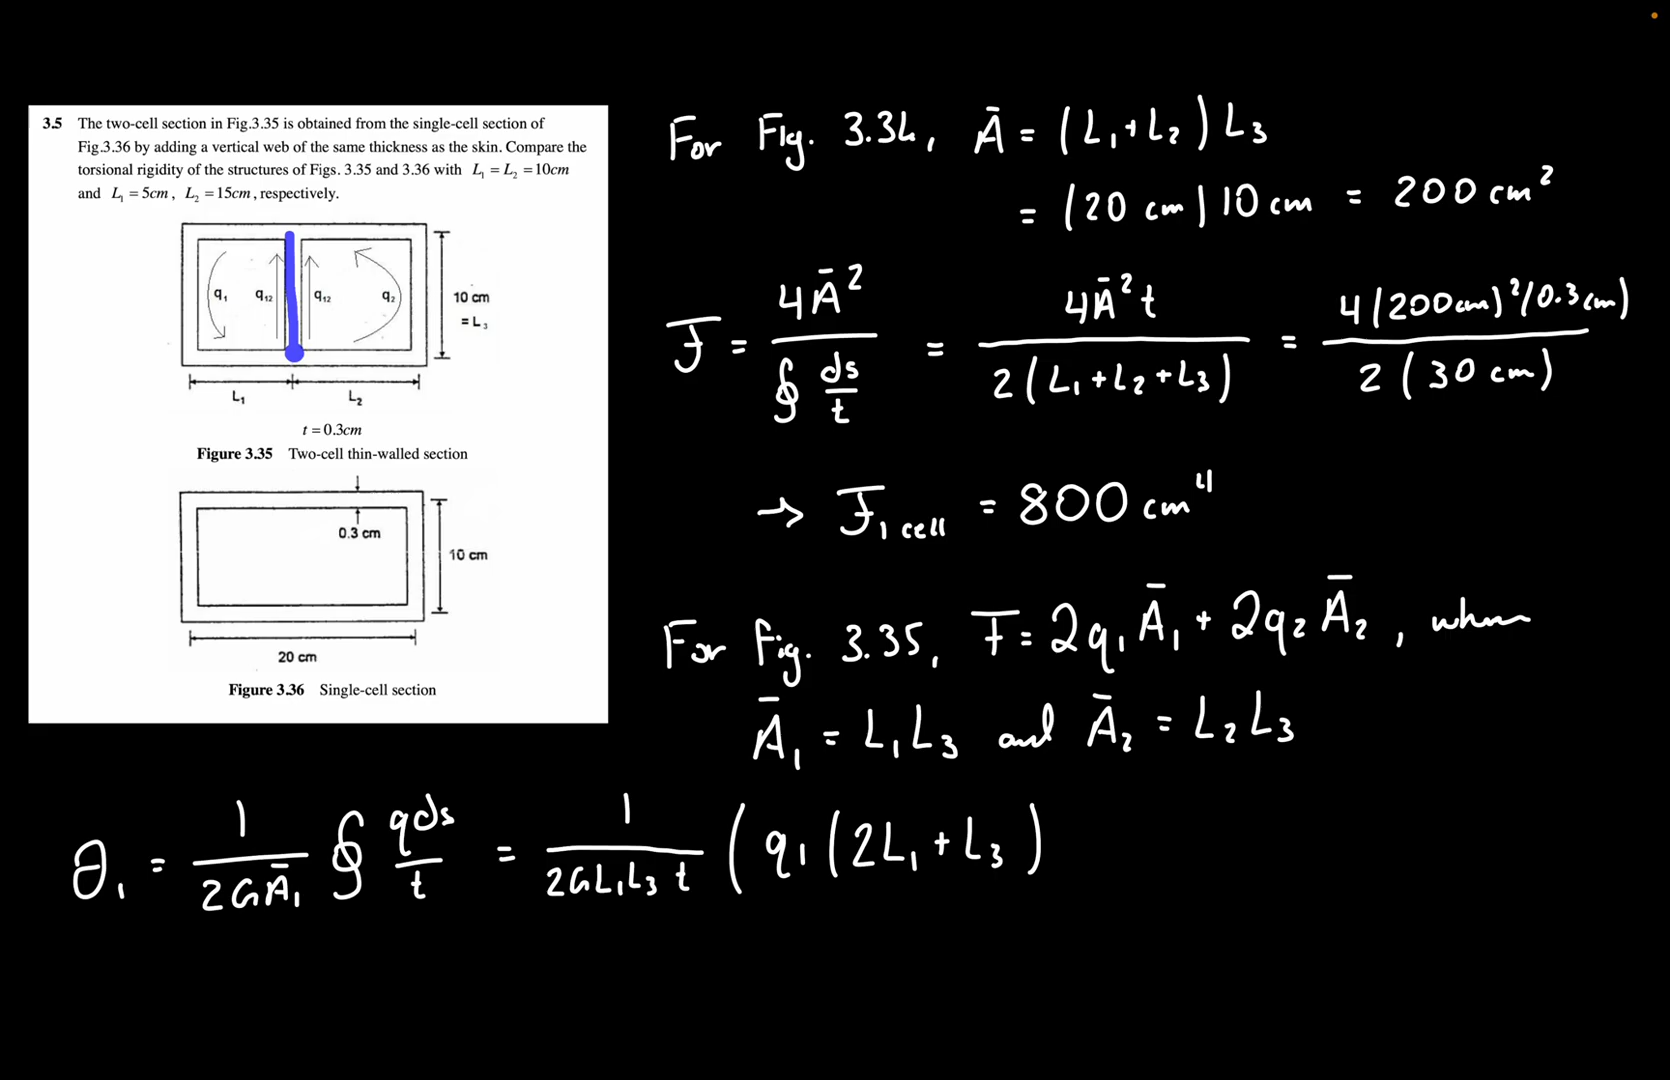 3.5 The two-cell section in Fig.3.35 is obtained from the single-cell section of
Fig.3.36 by adding a vertical web of the same thickness as the skin. Compare the
torsional rigidity of the structures of Figs. 3.35 and 3.36 with L₁ = L₂ = 10cm
and L₁ = 5cm, L₂ = 15cm, respectively.
q₁ q₁₂ q₁₂ q₂
10 cm
= L₃
L₁ L₂
t = 0.3cm
Figure 3.35 Two-cell thin-walled section
0.3 cm
10 cm
20 cm
Figure 3.36 Single-cell section
For Fig. 3.36, Ā = (L₁+L₂)L₃
= (20 cm)10 cm = 200 cm²
J = 4Ā² / ∮ ds/t = 4Ā²t / 2(L₁+L₂+L₃) = 4(200cm)²(0.3cm) / 2(30 cm)
→ J₁ cell = 800 cm⁴
For fig. 3.35, T = 2q₁Ā₁ + 2q₂Ā₂, where
Ā₁ = L₁L₃ and Ā₂ = L₂L₃
θ₁ = 1/2GĀ₁ ∮ qds/t = 1/2GL₁L₃t (q₁(2L₁+L₃)